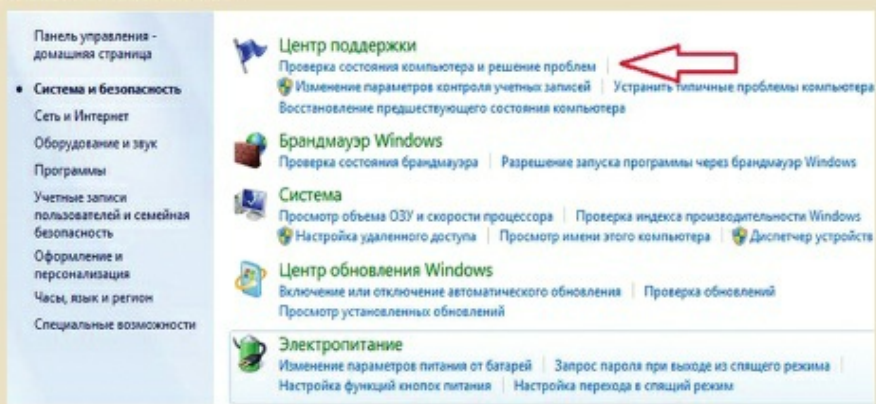 Панель управления -
домашняя страница
Система и безопасность
Сеть и Интернет
Оборудование и звук
Программы
Учетные записи
пользователей и семейная
безопасность
Оформление и
персонализация
Часы, язык и регион
Специальные возможности
Центр поддержки
Проверка состояния компьютера и решение проблем
Изменение параметров контроля учетных записей Устранить типичные проблемы компьютера
Восстановление предшествующего состояния компьютера
Брандмауэр Windows
Проверка состояния брандмауэра Разрешение запуска программы через брандмауэр Windows
Система
Просмотр объема ОЗУ и скорости процессора Проверка индекса производительности Windows
Настройка удаленного доступа Просмотр имени этого компьютера Диспетчер устройств
Центр обновления Windows
Включение или отключение автоматического обновления Проверка обновлений
Просмотр установленных обновлений
Электропитание
Изменение параметров питания от батарей Запрос пароля при выходе из спящего режима
Настройка функций кнопок питания Настройка перехода в спящий режим